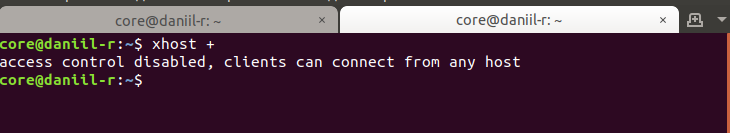 core@daniil-r: ~ × core@daniil-r: ~ ×
core@daniil-r:~$ xhost +
access control disabled, clients can connect from any host
core@daniil-r:~$